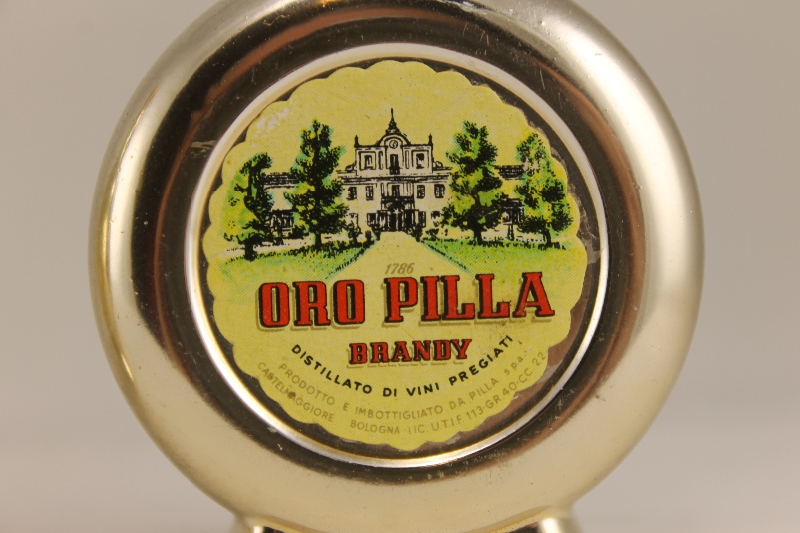 1786
ORO PILLA
BRANDY
DISTILLATO DI VINI PREGIATI
PRODOTTO E IMBOTTIGLIATO DA PILLA S.p.A.
CASTELMAGGIORE BOLOGNA-LIC. U.T.I.F. 113-GR 40-CC. 22